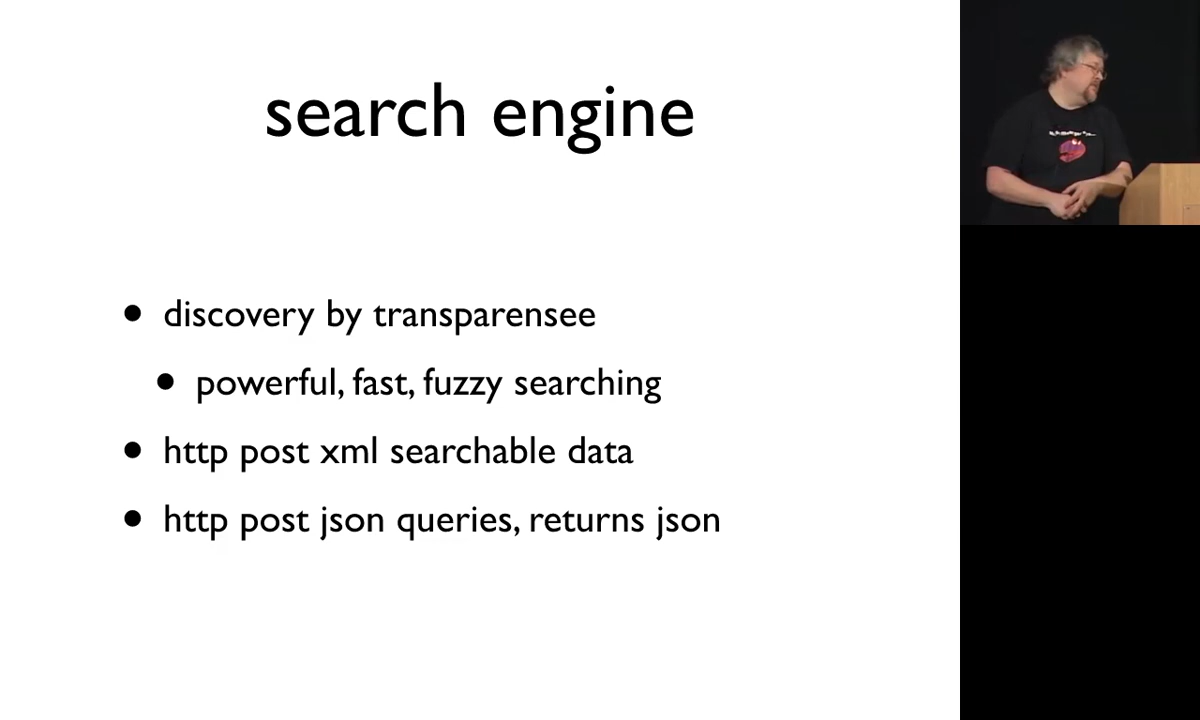 search engine
discovery by transparensee
powerful, fast, fuzzy searching
http post xml searchable data
http post json queries, returns json